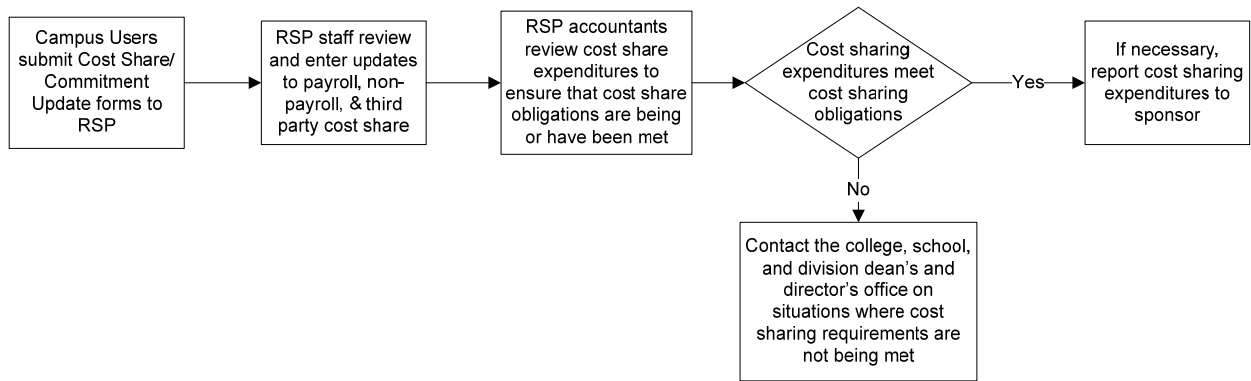 Campus Users
submit Cost Share/
Commitment
Update forms to
RSP
RSP staff review
and enter updates
to payroll, non-
payroll, & third
party cost share
RSP accountants
review cost share
expenditures to
ensure that cost share
obligations are being
or have been met
Cost sharing
expenditures meet
cost sharing
obligations
Yes
If necessary,
report cost sharing
expenditures to
sponsor
No
Contact the college, school,
and division dean's and
director's office on
situations where cost
sharing requirements are
not being met